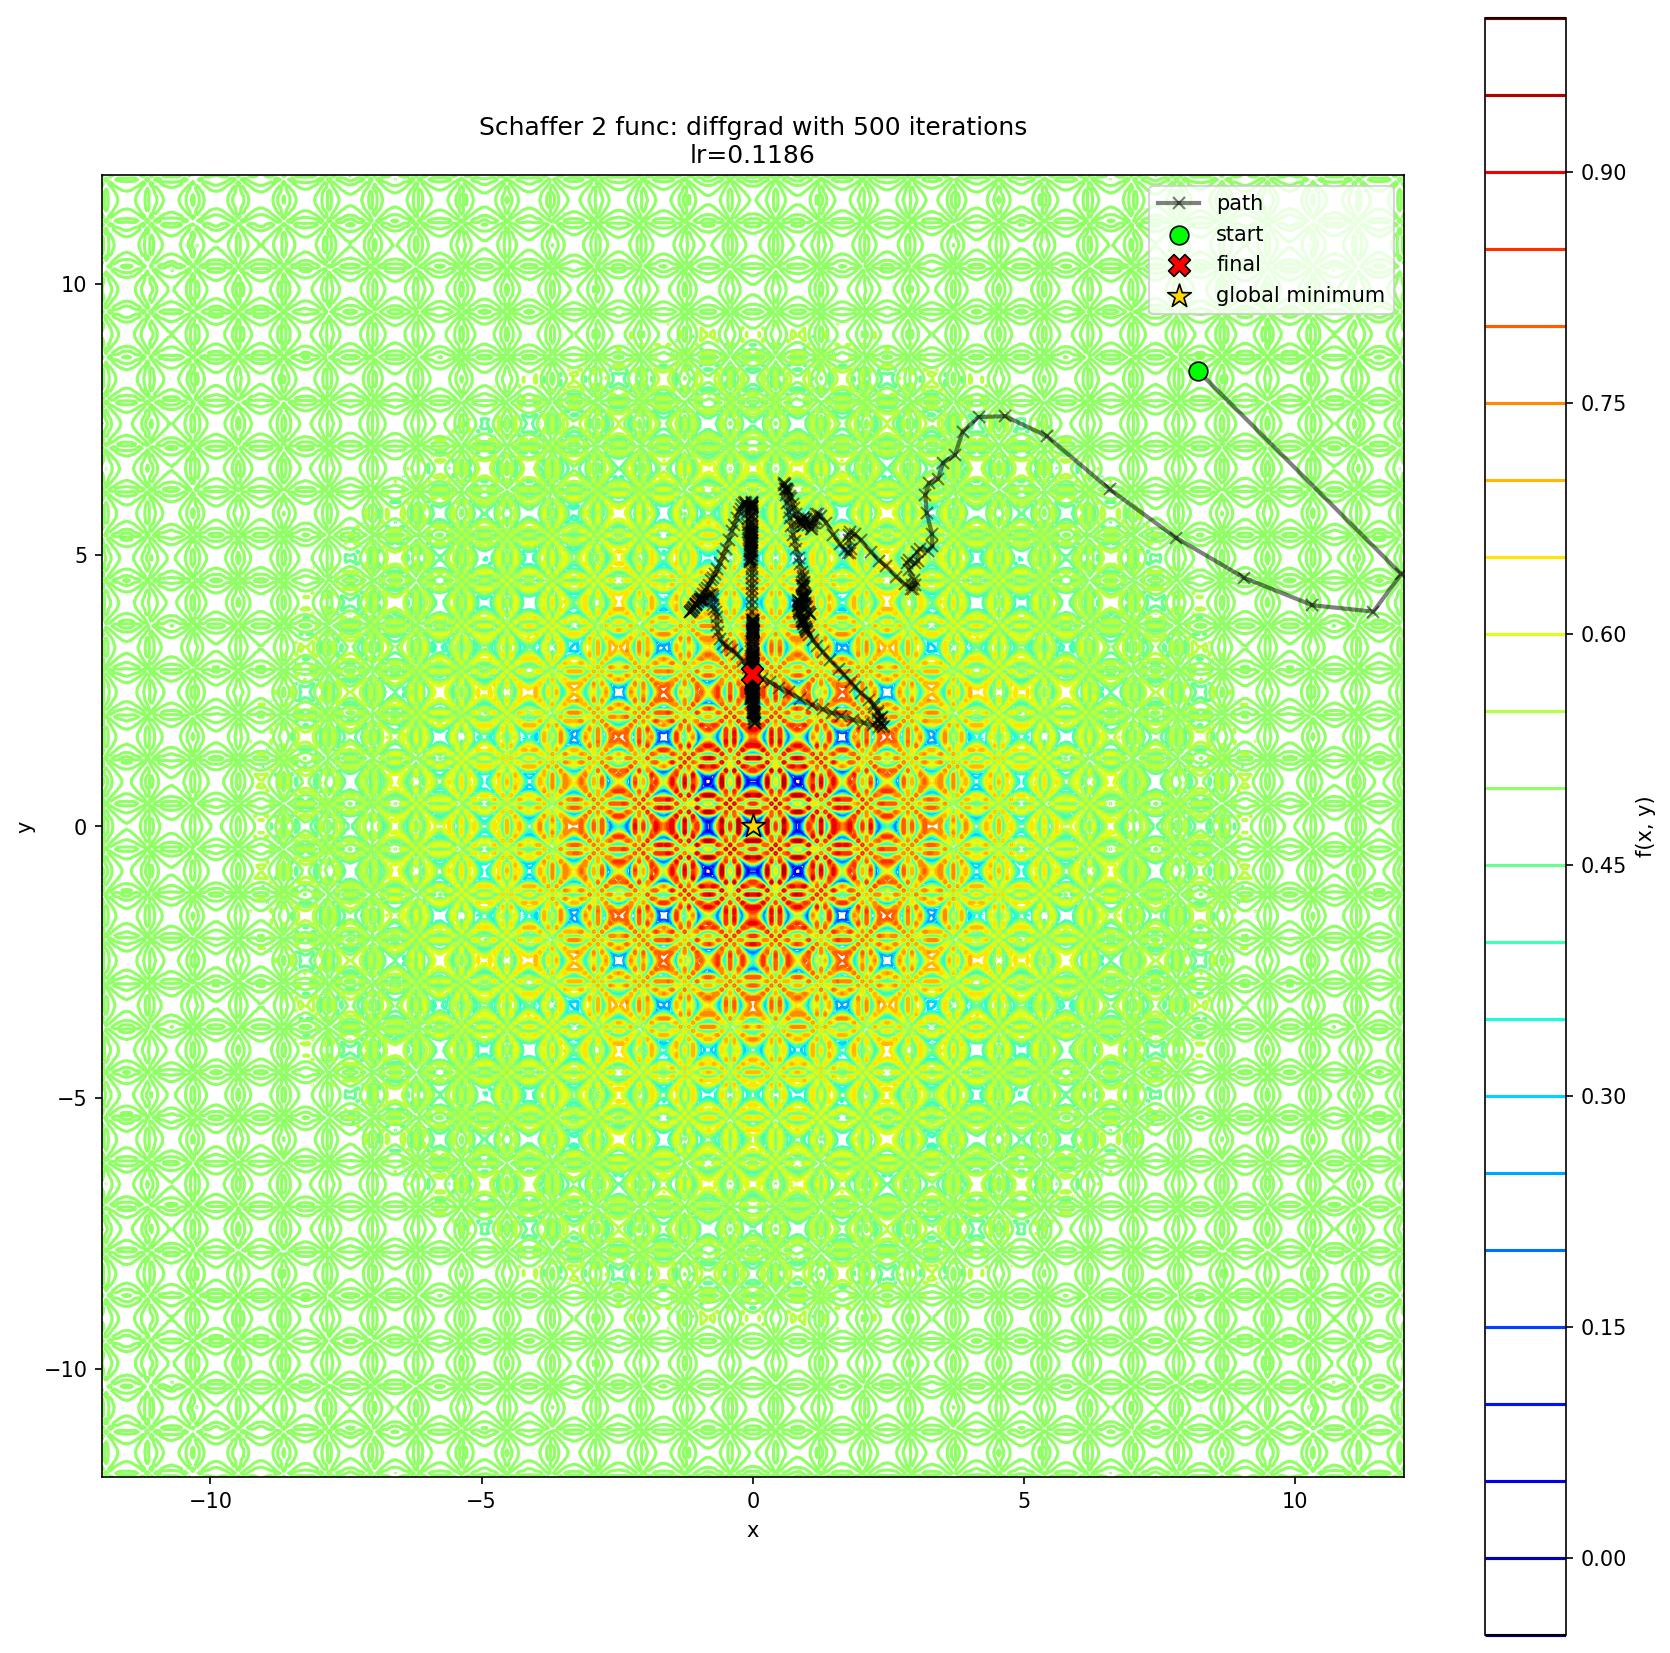 Schaffer 2 func: diffgrad with 500 iterations
lr=0.1186
path
start
final
global minimum
10
5
0
−5
−10
y
−10
−5
0
5
10
x
0.90
0.75
0.60
0.45
0.30
0.15
0.00
f(x, y)